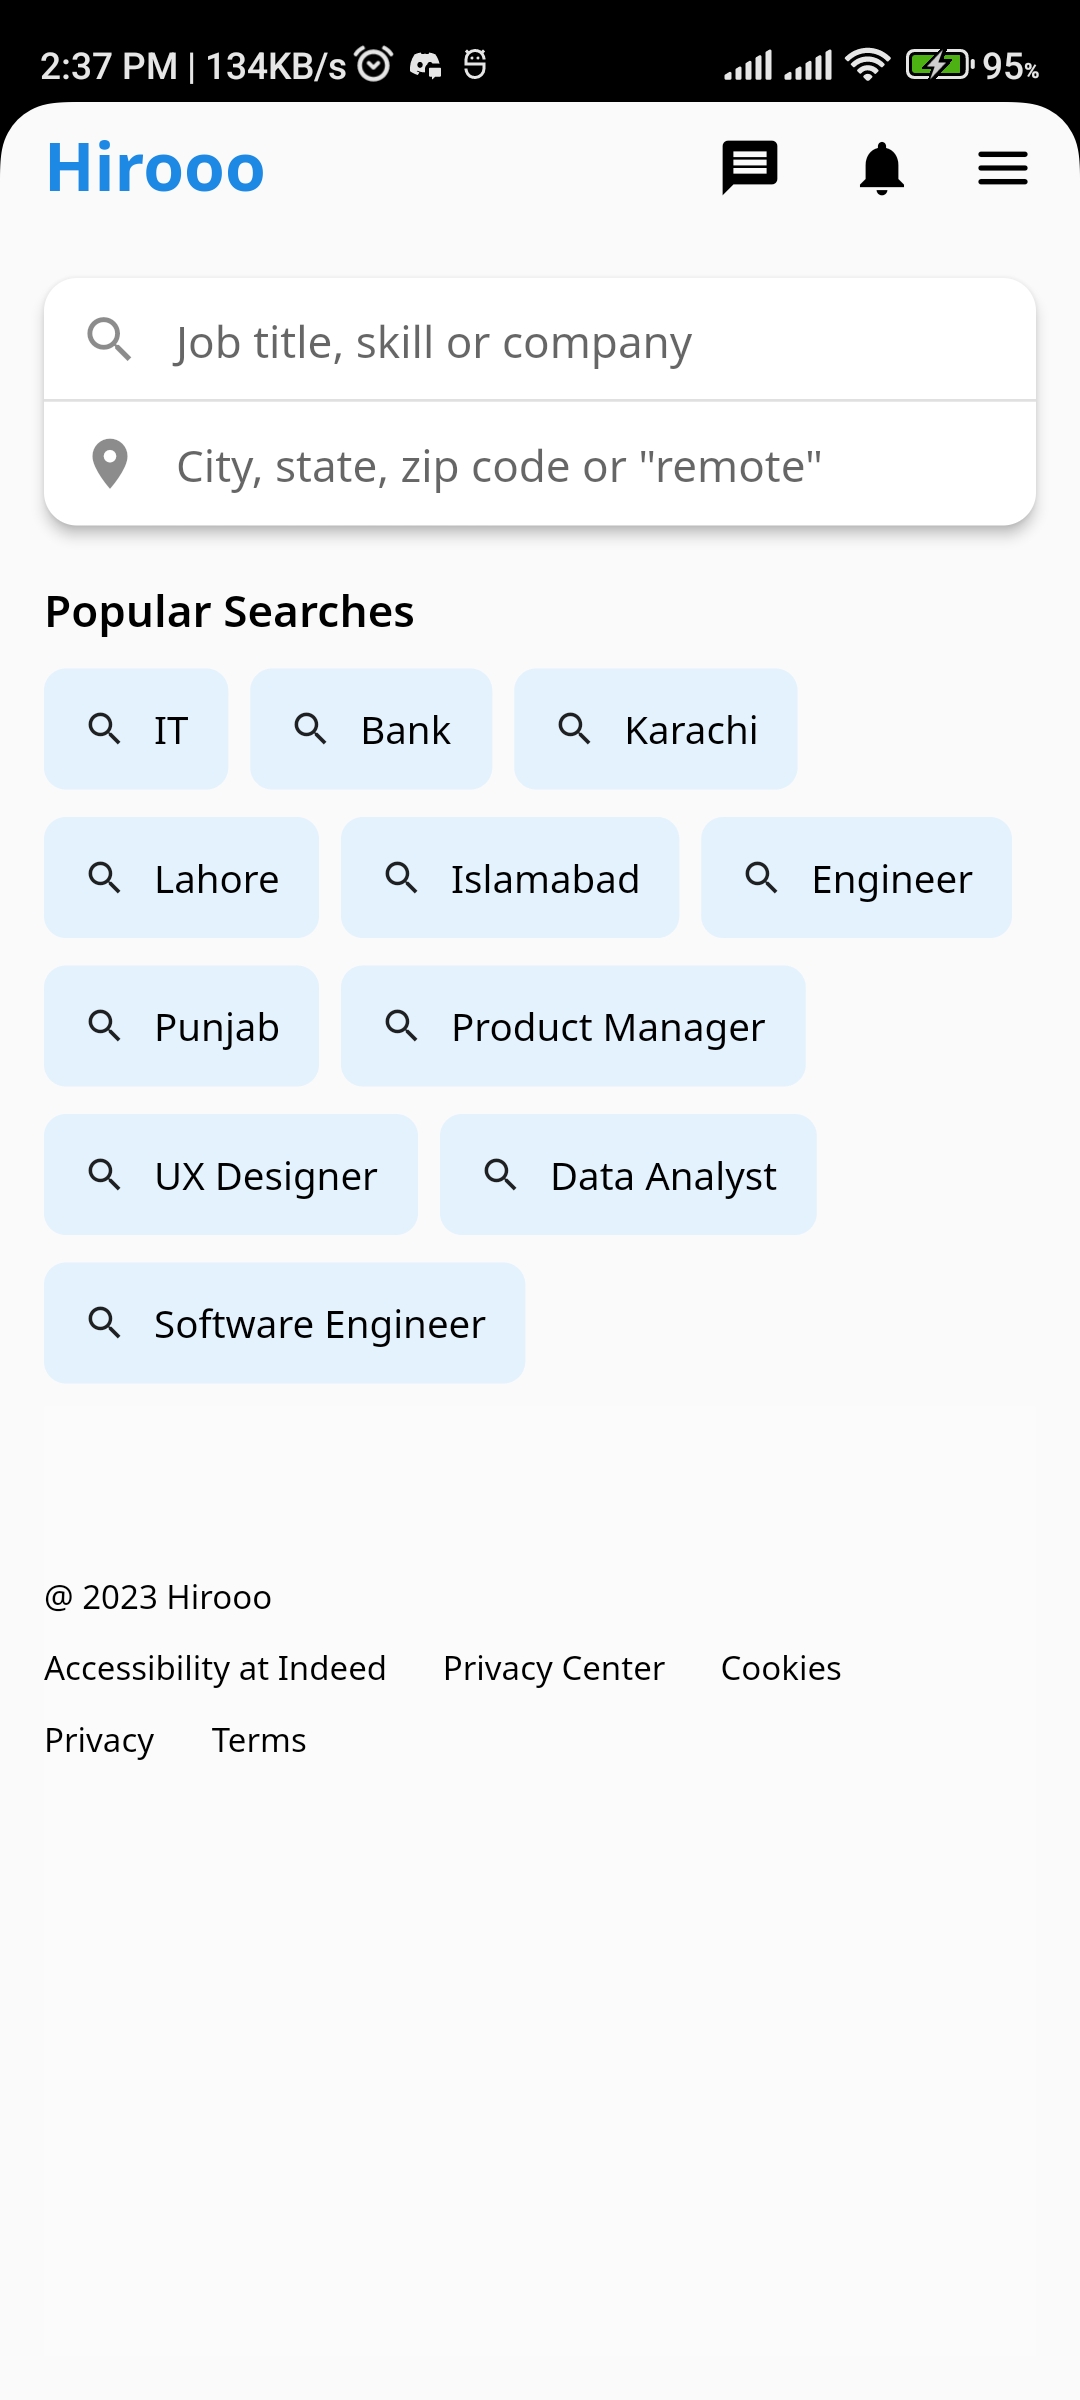 2:37 PM | 134KB/s 95%
Hirooo
Job title, skill or company
City, state, zip code or "remote"
Popular Searches
IT Bank Karachi
Lahore Islamabad Engineer
Punjab Product Manager
UX Designer Data Analyst
Software Engineer
@ 2023 Hirooo
Accessibility at Indeed Privacy Center Cookies
Privacy Terms